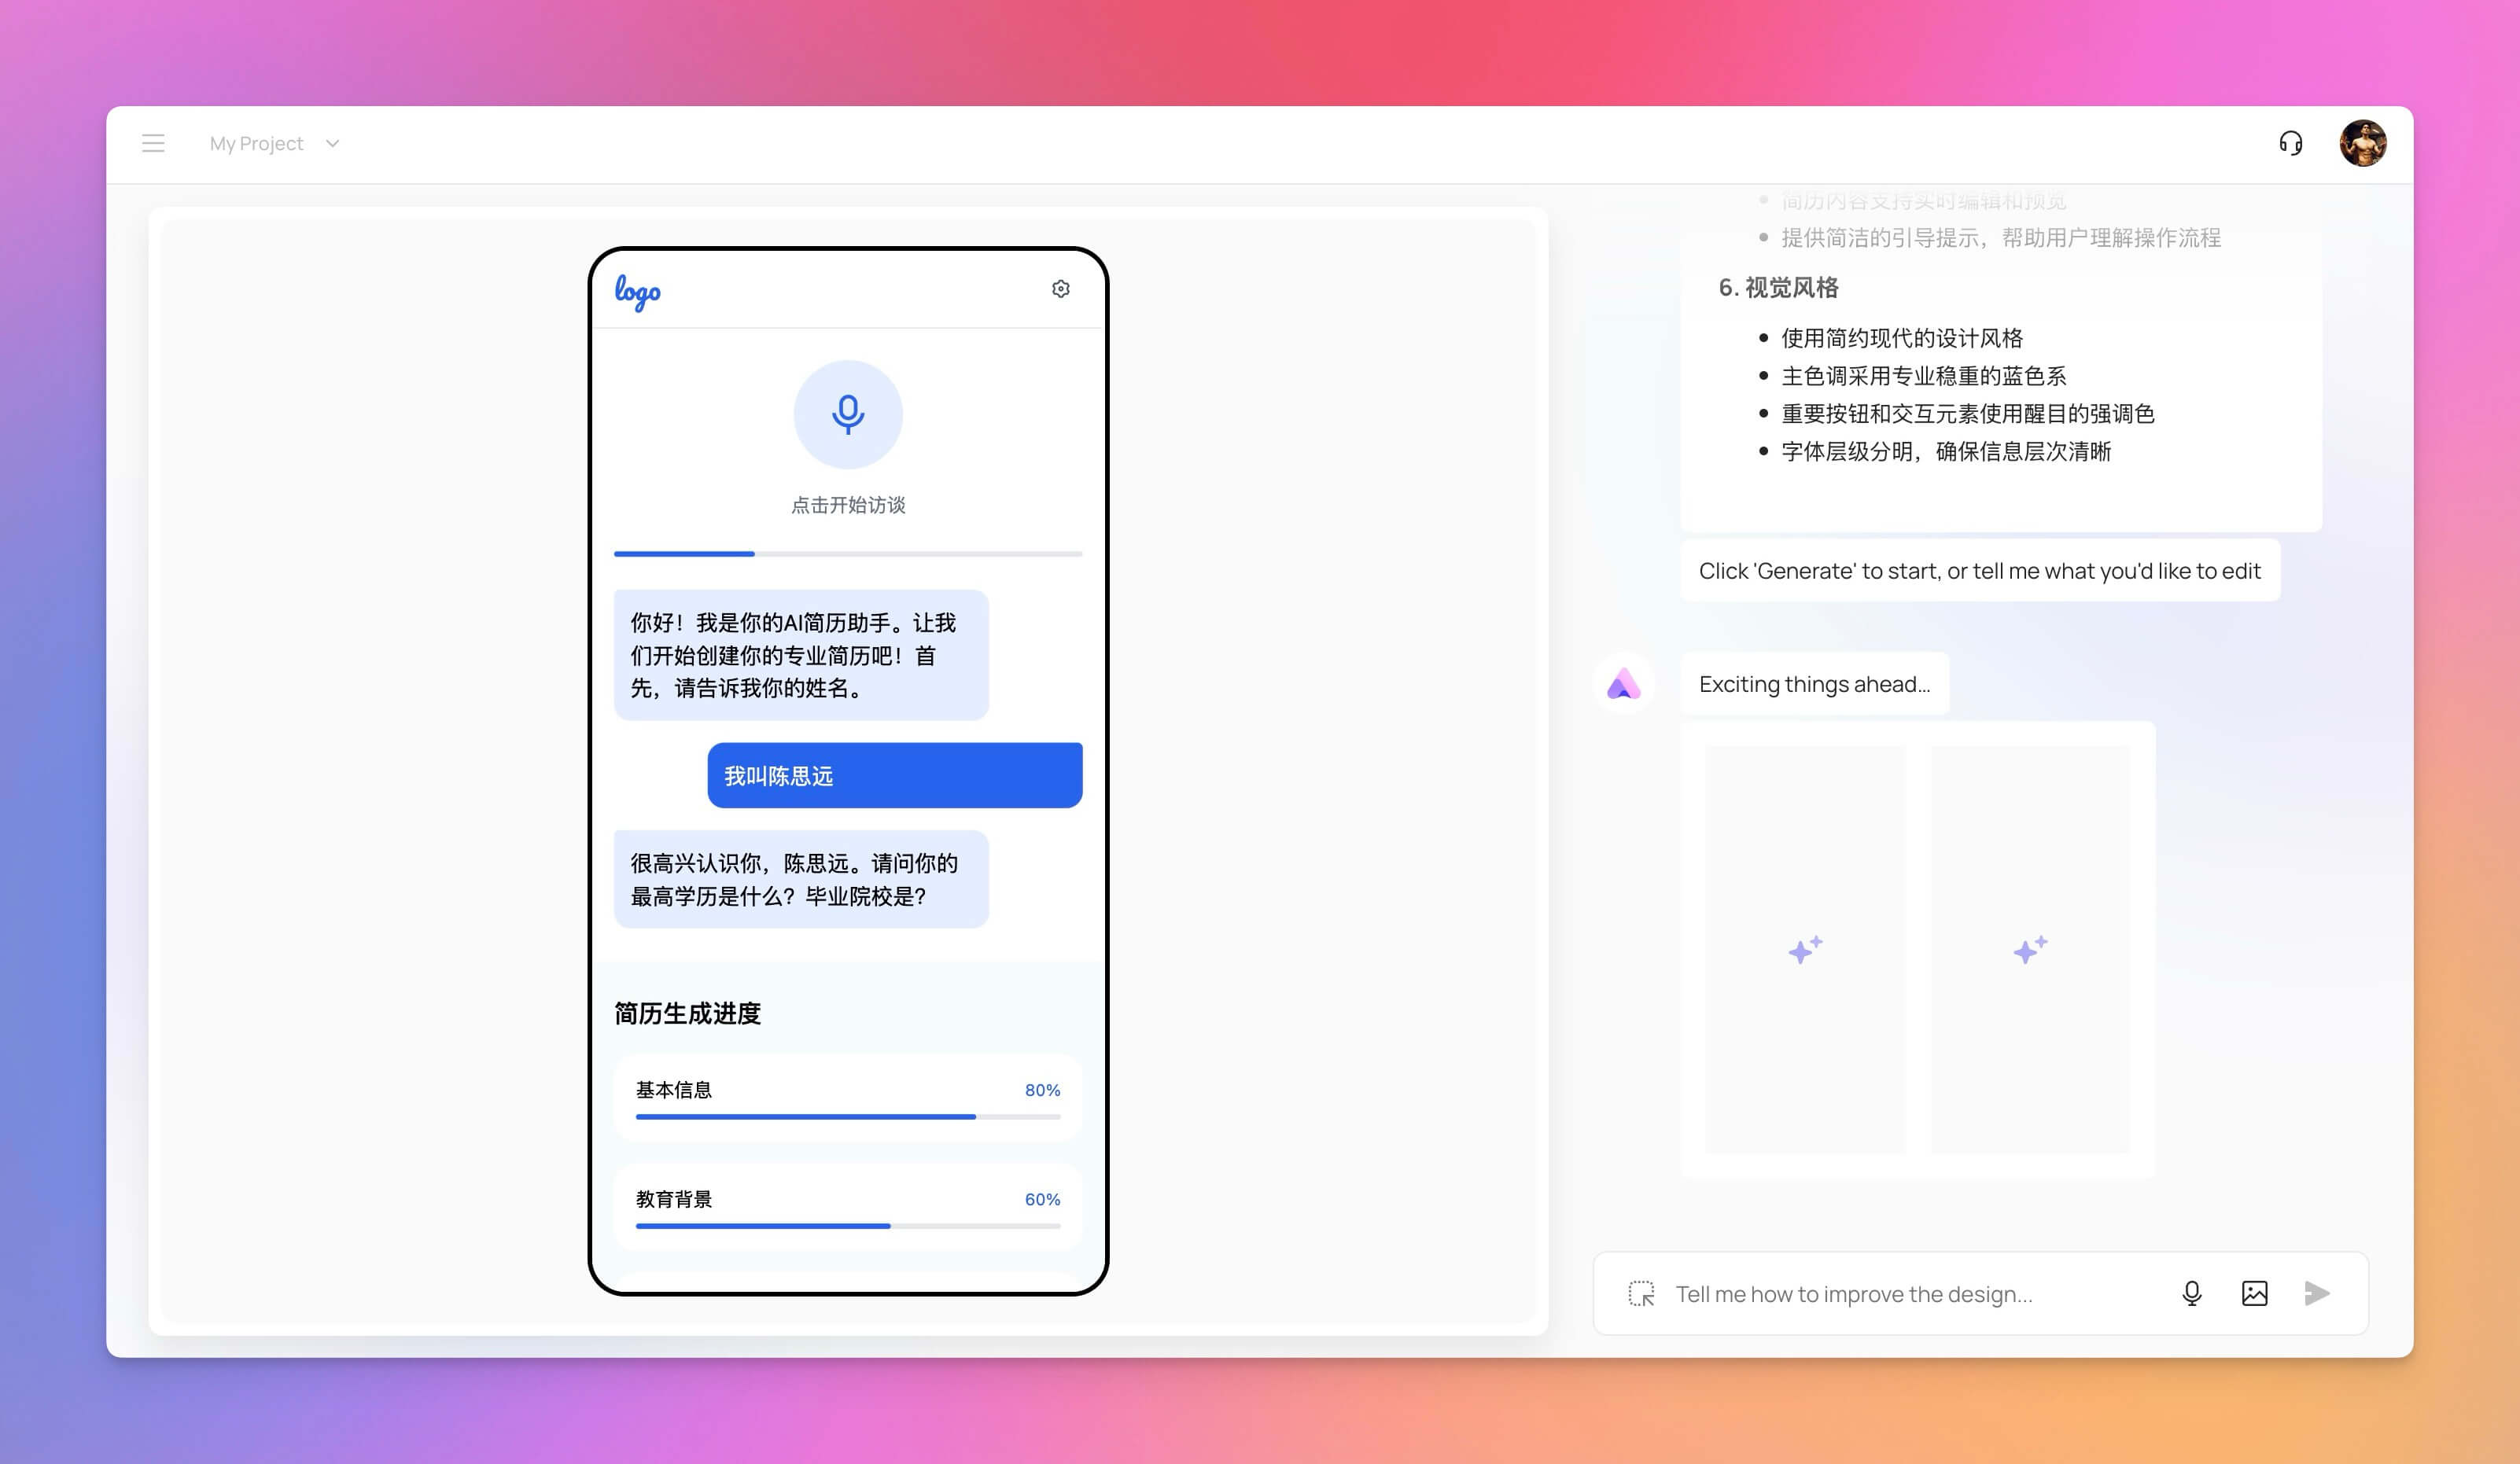 My Project
logo
点击开始访谈
你好！我是你的AI简历助手。让我
们开始创建你的专业简历吧！首
先，请告诉我你的姓名。
我叫陈思远
很高兴认识你，陈思远。请问你的
最高学历是什么？毕业院校是？
简历生成进度
基本信息 80%
教育背景 60%
简历内容支持实时编辑和预览
提供简洁的引导提示，帮助用户理解操作流程
6. 视觉风格
使用简约现代的设计风格
主色调采用专业稳重的蓝色系
重要按钮和交互元素使用醒目的强调色
字体层级分明，确保信息层次清晰
Click 'Generate' to start, or tell me what you'd like to edit
Exciting things ahead...
Tell me how to improve the design...